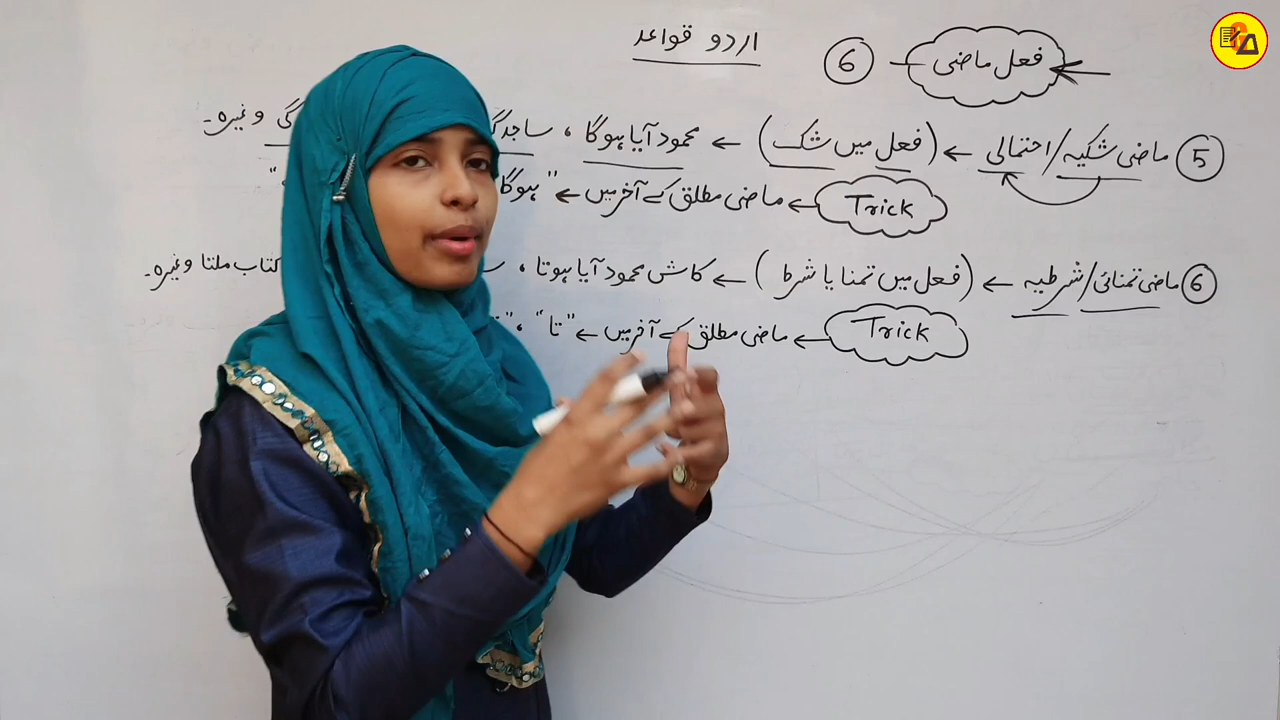 اردو قواعد
فعل ماضی — 6
5 ماضی شکیہ/احتمالی ← (فعل میں شک) ← محمود آیا ہوگا، ساجد وغیرہ۔
Trick ← ماضی مطلق کے آخر میں ← "ہوگا
6 ماضی تمنائی/شرطیہ ← (فعل میں تمنا یا شرط) ← کاش محمود آیا ہوتا، کتاب ملتا وغیرہ۔
Trick ← ماضی مطلق کے آخر میں ← "تا"،